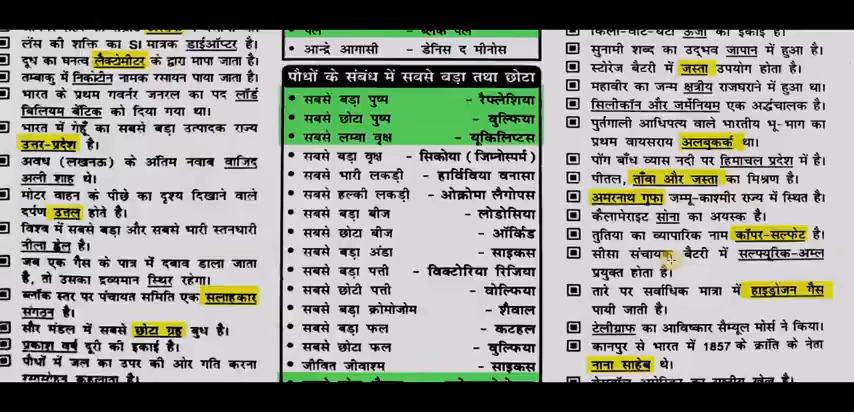 लेंस की शक्ति का SI मात्रक डाईऑप्टर है।
दूध का घनत्व लैक्टोमीटर के द्वारा मापा जाता है।
तम्बाकु में निकोटीन नामक रसायन पाया जाता है।
भारत के प्रथम गवर्नर जनरल का पद लॉर्ड
बिलियम बेंटिक को दिया गया था।
भारत में गेहूँ का सबसे बड़ा उत्पादक राज्य
उत्तर-प्रदेश है।
अवध (लखनऊ) के अंतिम नवाब वाजिद
अली शाह थे।
मोटर वाहन के पीछे का दृश्य दिखाने वाले
दर्पण उत्तल होते है।
विश्व में सबसे बड़ा और सबसे भारी स्तनधारी
नीला ह्वेल है।
जब एक गैस के पात्र में दबाव डाला जाता
है, तो उसका द्रव्यमान स्थिर रहेगा।
ब्लॉक स्तर पर पंचायत समिति एक सलाहकार
संगठन है।
सौर मंडल में सबसे छोटा ग्रह बुध है।
प्रकाश वर्ष दूरी की इकाई है।
पौधों में जल का उपर की ओर गति करना
रसारोहन कहलाता है।
पेले - ब्लैक पर्ल
• आन्द्रे आगासी - डेनिस द मीनोस
पौधों के संबंध में सबसे बड़ा तथा छोटा
• सबसे बड़ा पुष्प - रैफ्लेशिया
• सबसे छोटा पुष्प - वुल्फिया
• सबसे लम्बा वृक्ष - यूकिलिप्टस
• सबसे बड़ा वृक्ष - सिकोया (जिम्नोस्पर्म)
• सबसे भारी लकड़ी - हार्विविया वनासा
• सबसे हल्की लकड़ी - ओक्रोमा लैगोपस
• सबसे बड़ा बीज - लोडोसिया
• सबसे छोटा बीज - ऑर्किड
• सबसे बड़ा अंडा - साइकस
• सबसे बड़ा पत्ती - विक्टोरिया रिजिया
• सबसे छोटी पत्ती - वोल्फिया
• सबसे बड़ा क्रोमोजोम - शैवाल
• सबसे बड़ा फल - कटहल
• सबसे छोटा फल - वुल्फिया
• जीवित जीवाश्म - साइकस
किलो-वाट-घंटा ऊर्जा की इकाई है।
सुनामी शब्द का उद्भव जापान में हुआ है।
स्टोरेज बैटरी में जस्ता उपयोग होता है।
महावीर का जन्म क्षत्रीय राजघराने में हुआ था।
सिलीकॉन और जर्मेनियम एक अर्द्धचालक है।
पुर्तगाली आधिपत्य वाले भारतीय भू-भाग का
प्रथम वायसराय अलबुकर्क था।
पोंग बाँध व्यास नदी पर हिमाचल प्रदेश में है।
पीतल, ताँबा और जस्ता का मिश्रण है।
अमरनाथ गुफा जम्मू-काश्मीर राज्य में स्थित है।
कैलामेराइट सोना का अयस्क है।
तुतिया का व्यापारिक नाम कॉपर-सल्फेट है।
सीसा संचायक बैटरी में सल्फ्यूरिक-अम्ल
प्रयुक्त होता है।
तारे पर सर्वाधिक मात्रा में हाइड्रोजन गैस
पायी जाती है।
टेलीग्राफ का आविष्कार सैम्यूल मोर्स ने किया।
कानपुर से भारत में 1857 के क्रांति के नेता
नाना साहेब थे।